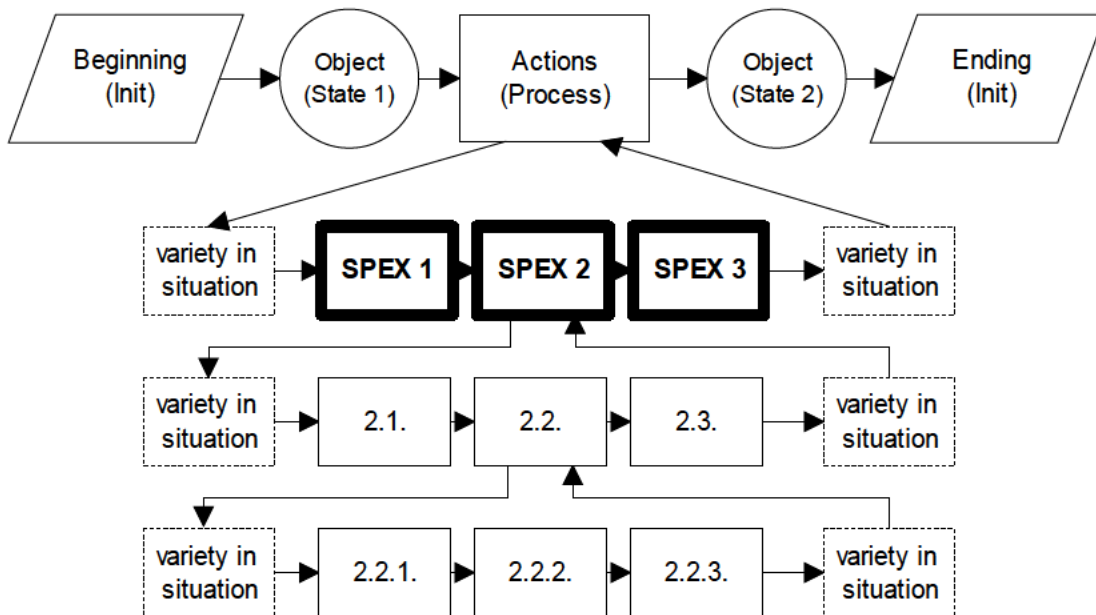 Beginning
(Init)
Object
(State 1)
Actions
(Process)
Object
(State 2)
Ending
(Init)
variety in
situation
SPEX 1
SPEX 2
SPEX 3
variety in
situation
variety in
situation
2.1.
2.2.
2.3.
variety in
situation
variety in
situation
2.2.1.
2.2.2.
2.2.3.
variety in
situation